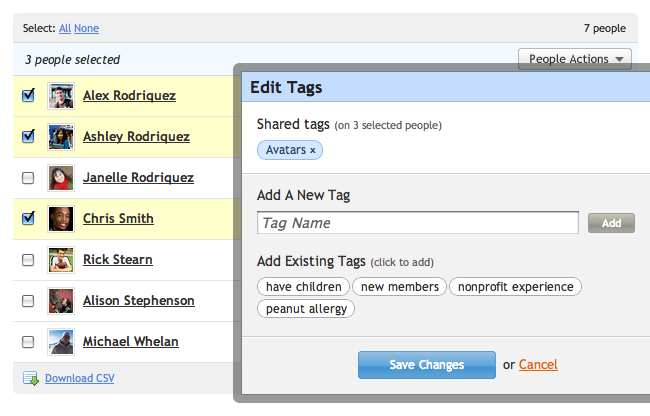 Select: All None 7 people
3 people selected People Actions
Edit Tags
Alex Rodriquez
Ashley Rodriquez
Janelle Rodriquez
Chris Smith
Rick Stearn
Alison Stephenson
Michael Whelan
Download CSV
Shared tags (on 3 selected people)
Avatars ×
Add A New Tag
Tag Name Add
Add Existing Tags (click to add)
have children new members nonprofit experience
peanut allergy
Save Changes or Cancel